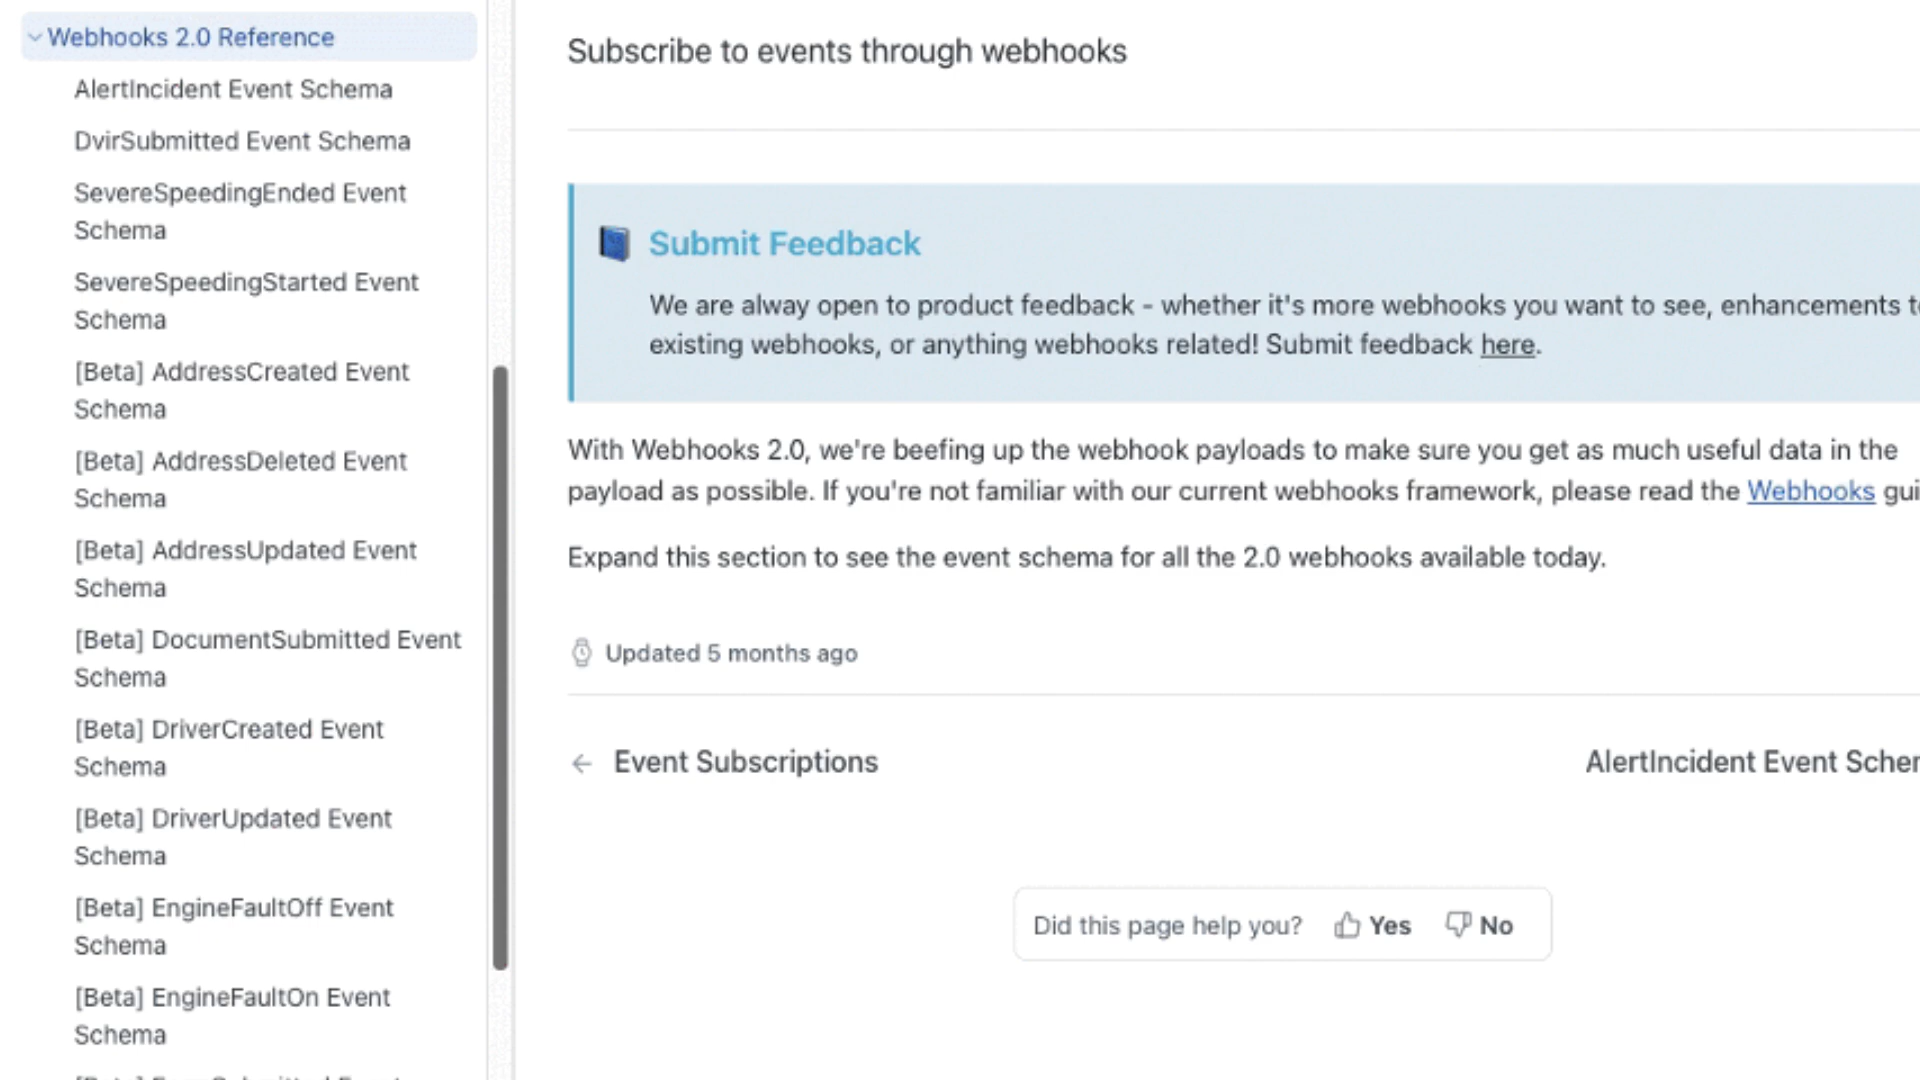 Webhooks 2.0 Reference
AlertIncident Event Schema
DvirSubmitted Event Schema
SevereSpeedingEnded Event
Schema
SevereSpeedingStarted Event
Schema
[Beta] AddressCreated Event
Schema
[Beta] AddressDeleted Event
Schema
[Beta] AddressUpdated Event
Schema
[Beta] DocumentSubmitted Event
Schema
[Beta] DriverCreated Event
Schema
[Beta] DriverUpdated Event
Schema
[Beta] EngineFaultOff Event
Schema
[Beta] EngineFaultOn Event
Schema
Subscribe to events through webhooks
Submit Feedback
We are alway open to product feedback - whether it's more webhooks you want to see, enhancements
existing webhooks, or anything webhooks related! Submit feedback here.
With Webhooks 2.0, we're beefing up the webhook payloads to make sure you get as much useful data in the
payload as possible. If you're not familiar with our current webhooks framework, please read the Webhooks
Expand this section to see the event schema for all the 2.0 webhooks available today.
Updated 5 months ago
← Event Subscriptions
AlertIncident Event
Did this page help you? Yes No